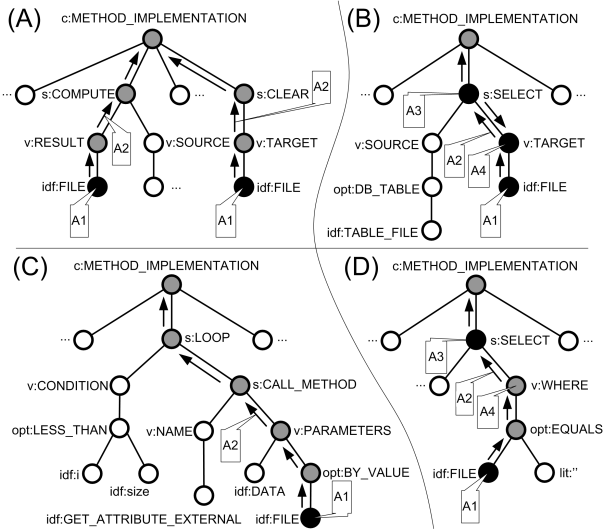 (A)
c:METHOD_IMPLEMENTATION
...
s:COMPUTE
...
s:CLEAR
A2
v:RESULT
A2
v:SOURCE
v:TARGET
idf:FILE
...
idf:FILE
A1
A1
(B)
c:METHOD_IMPLEMENTATION
...
s:SELECT
...
A3
v:SOURCE
v:TARGET
A2
A4
opt:DB_TABLE
idf:FILE
A1
idf:TABLE_FILE
(C)
c:METHOD_IMPLEMENTATION
...
s:LOOP
...
v:CONDITION
s:CALL_METHOD
opt:LESS_THAN
v:NAME
A2
v:PARAMETERS
idf:i
idf:size
idf:DATA
opt:BY_VALUE
A1
idf:GET_ATTRIBUTE_EXTERNAL
idf:FILE
(D)
c:METHOD_IMPLEMENTATION
...
s:SELECT
...
A3
...
v:WHERE
A2
A4
opt:EQUALS
idf:FILE
lit:''
A1